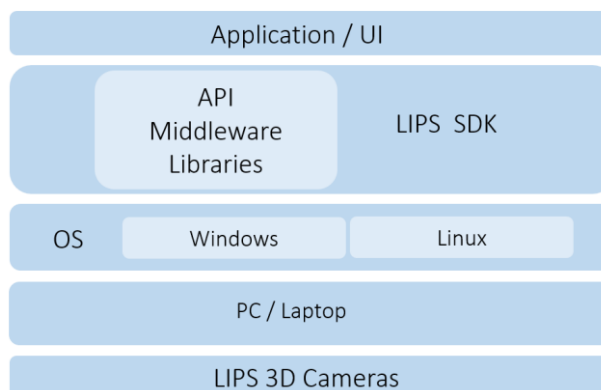 Application / UI
API
Middleware
Libraries
LIPS SDK
OS
Windows
Linux
PC / Laptop
LIPS 3D Cameras